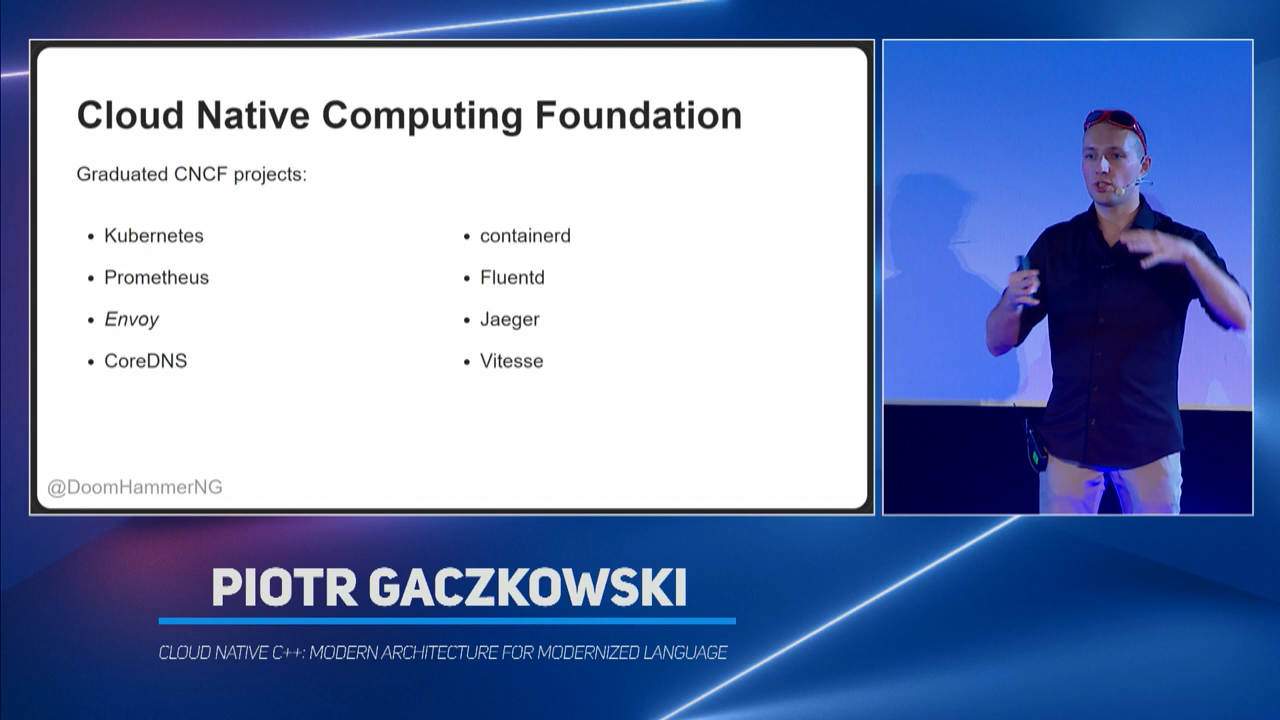 Cloud Native Computing Foundation
Graduated CNCF projects:
• Kubernetes
• Prometheus
• Envoy
• CoreDNS
• containerd
• Fluentd
• Jaeger
• Vitesse
@DoomHammerNG
PIOTR GACZKOWSKI
CLOUD NATIVE C++: MODERN ARCHITECTURE FOR MODERNIZED LANGUAGE